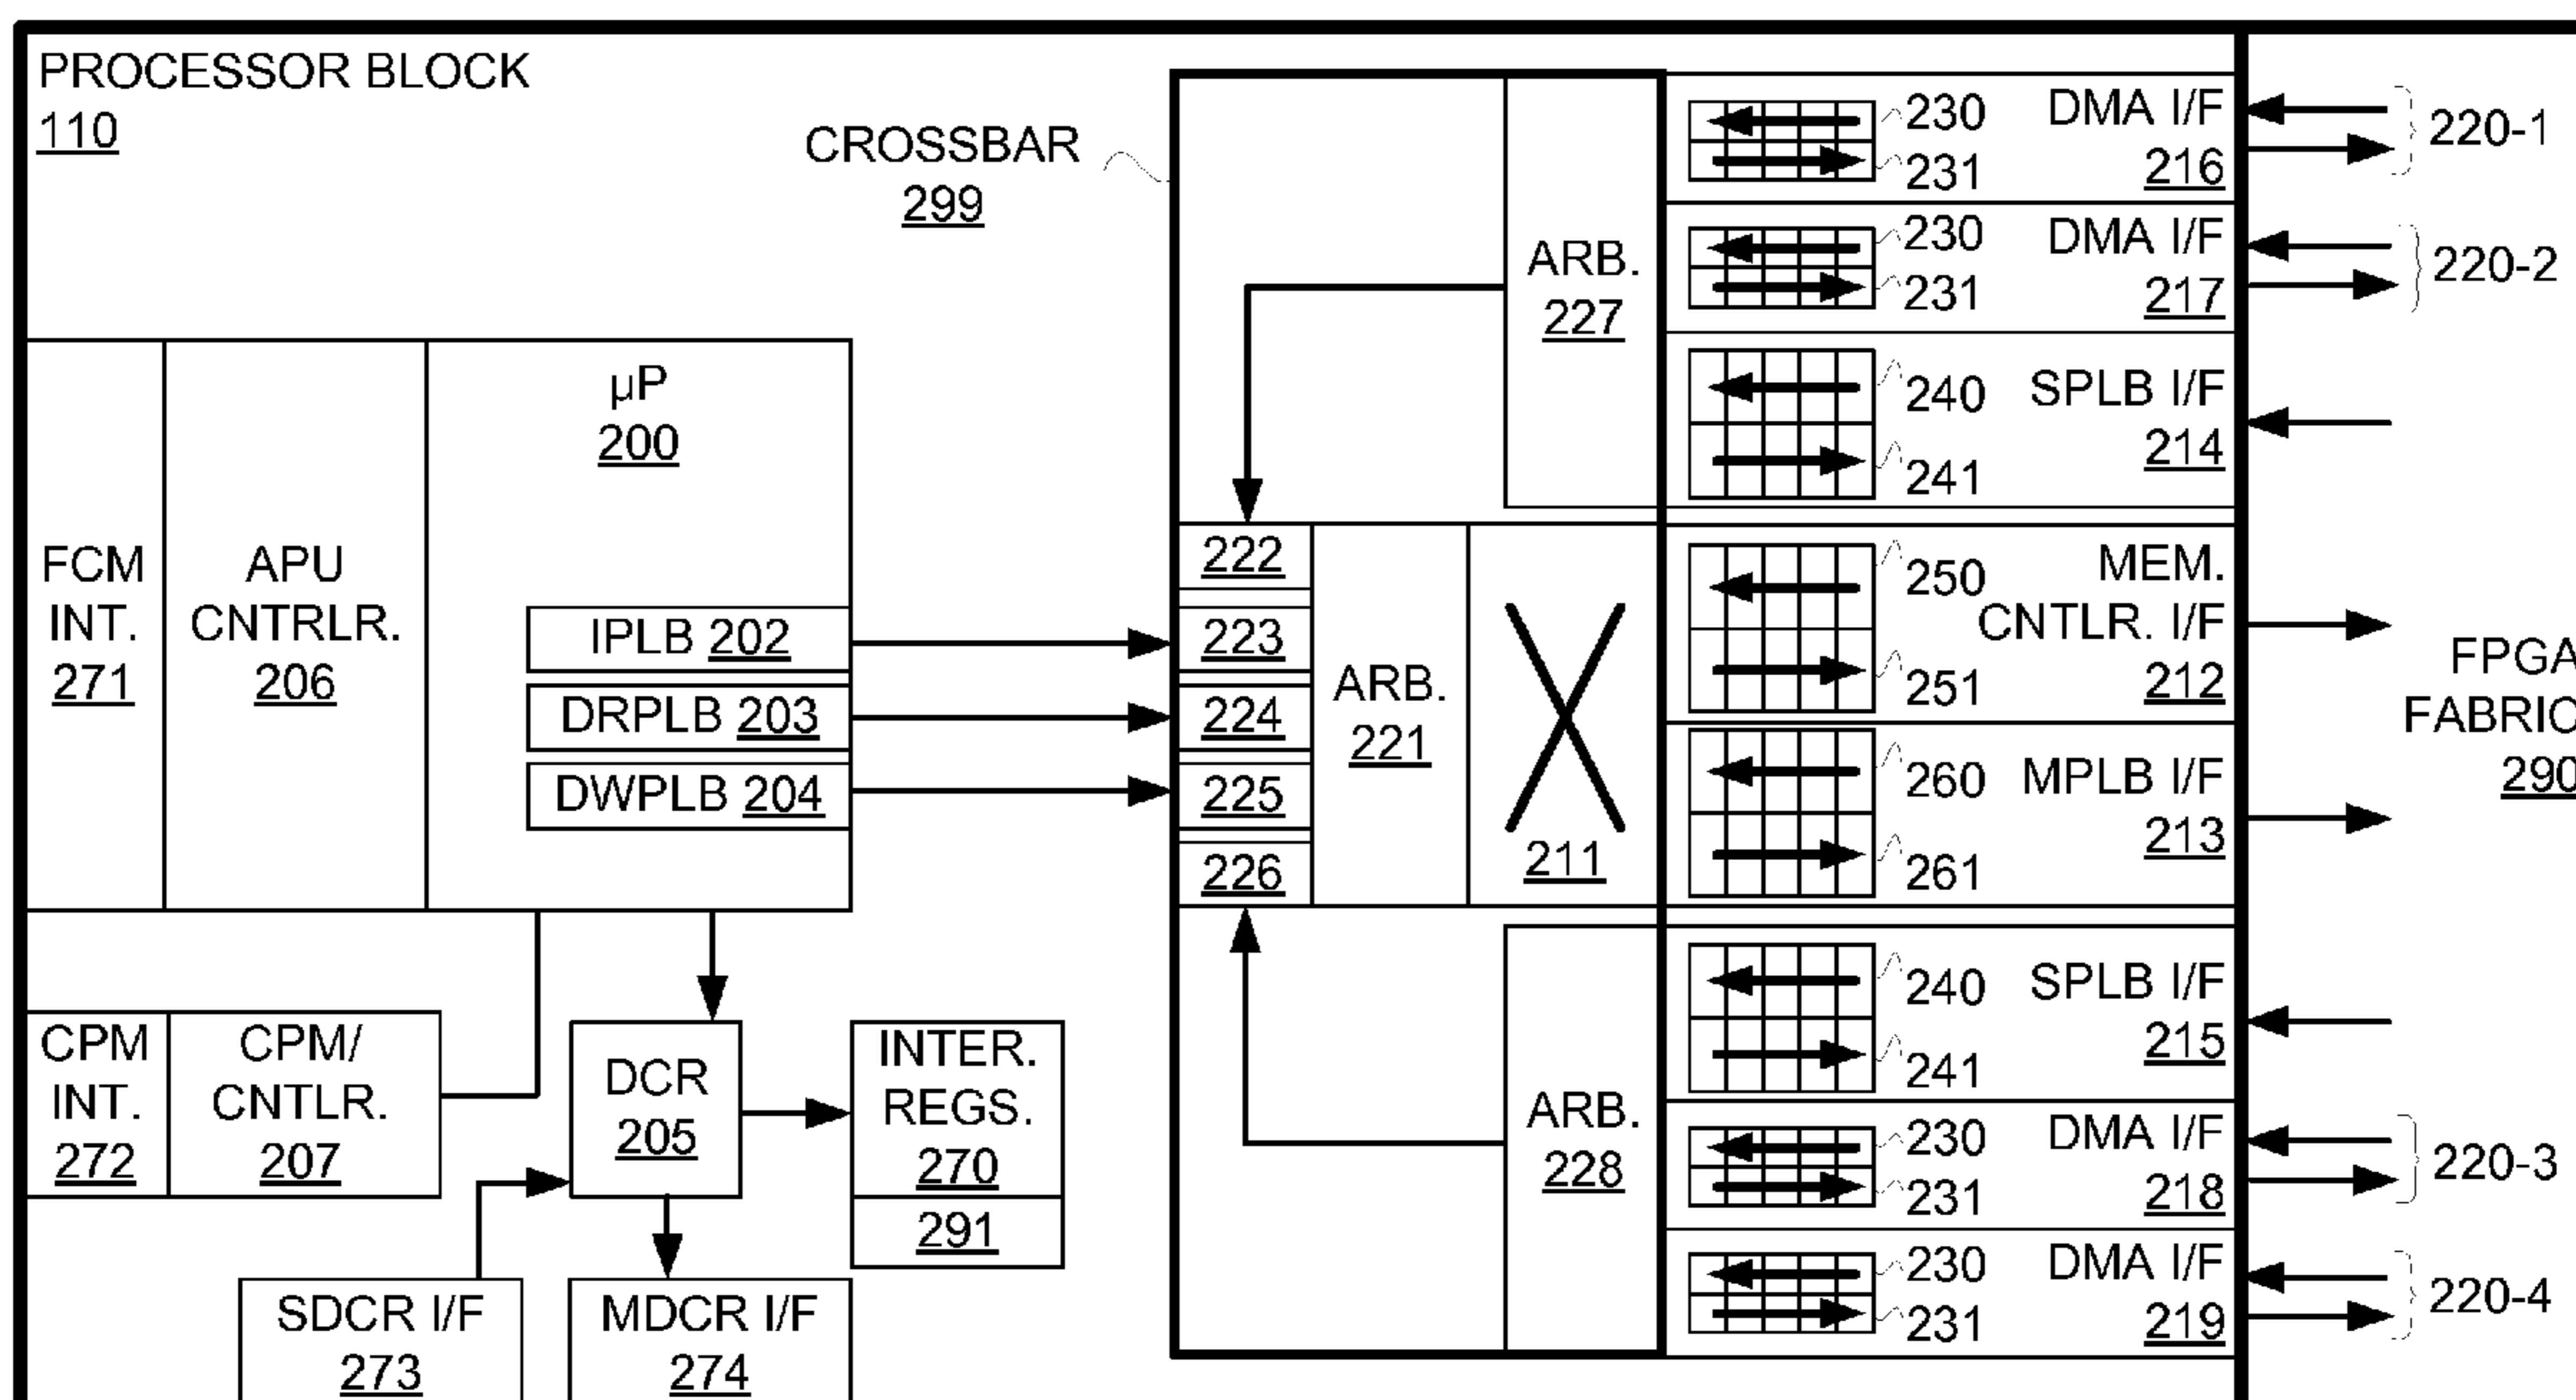 PROCESSOR BLOCK
110
CROSSBAR
299
µP
200
FCM
INT.
271
APU
CNTRLR.
206
IPLB 202
DRPLB 203
DWPLB 204
CPM
INT.
272
CPM/
CNTLR.
207
DCR
205
INTER.
REGS.
270
291
SDCR I/F
273
MDCR I/F
274
ARB.
227
222
223
224
225
226
ARB.
221
211
ARB.
228
230
231
DMA I/F
216
230
231
DMA I/F
217
240
241
SPLB I/F
214
250
251
MEM.
CNTLR. I/F
212
260
261
MPLB I/F
213
240
241
SPLB I/F
215
230
231
DMA I/F
218
230
231
DMA I/F
219
220-1
220-2
FPGA
FABRIC
290
220-3
220-4